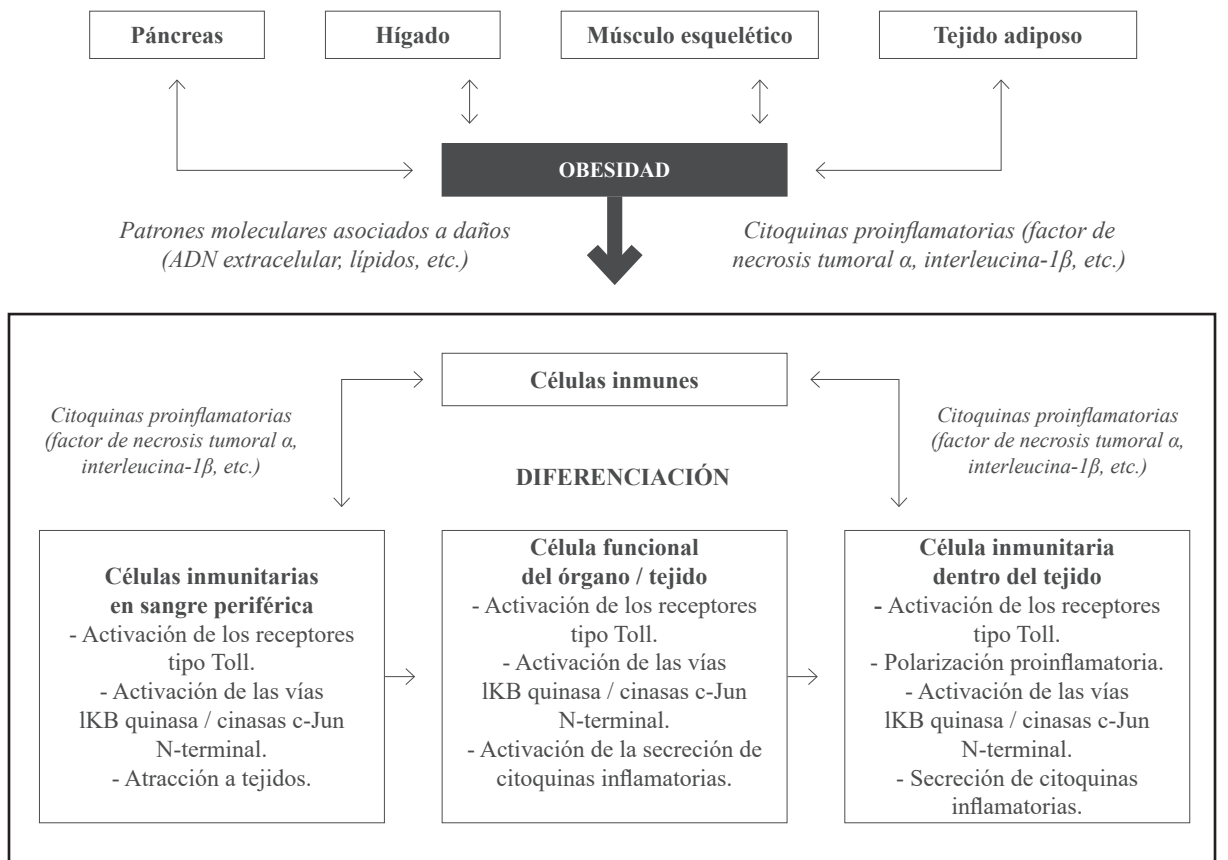 Páncreas
Hígado
Músculo esquelético
Tejido adiposo
OBESIDAD
Patrones moleculares asociados a daños
(ADN extracelular, lípidos, etc.)
Citoquinas proinflamatorias (factor de
necrosis tumoral α, interleucina-1β, etc.)
Células inmunes
Citoquinas proinflamatorias
(factor de necrosis tumoral α,
interleucina-1β, etc.)
Citoquinas proinflamatorias
(factor de necrosis tumoral α,
interleucina-1β, etc.)
DIFERENCIACIÓN
Células inmunitarias
en sangre periférica
- Activación de los receptores
tipo Toll.
- Activación de las vías
lKB quinasa / cinasas c-Jun
N-terminal.
- Atracción a tejidos.
Célula funcional
del órgano / tejido
- Activación de los receptores
tipo Toll.
- Activación de las vías
lKB quinasa / cinasas c-Jun
N-terminal.
- Activación de la secreción de
citoquinas inflamatorias.
Célula inmunitaria
dentro del tejido
- Activación de los receptores
tipo Toll.
- Polarización proinflamatoria.
- Activación de las vías
lKB quinasa / cinasas c-Jun
N-terminal.
- Secreción de citoquinas
inflamatorias.